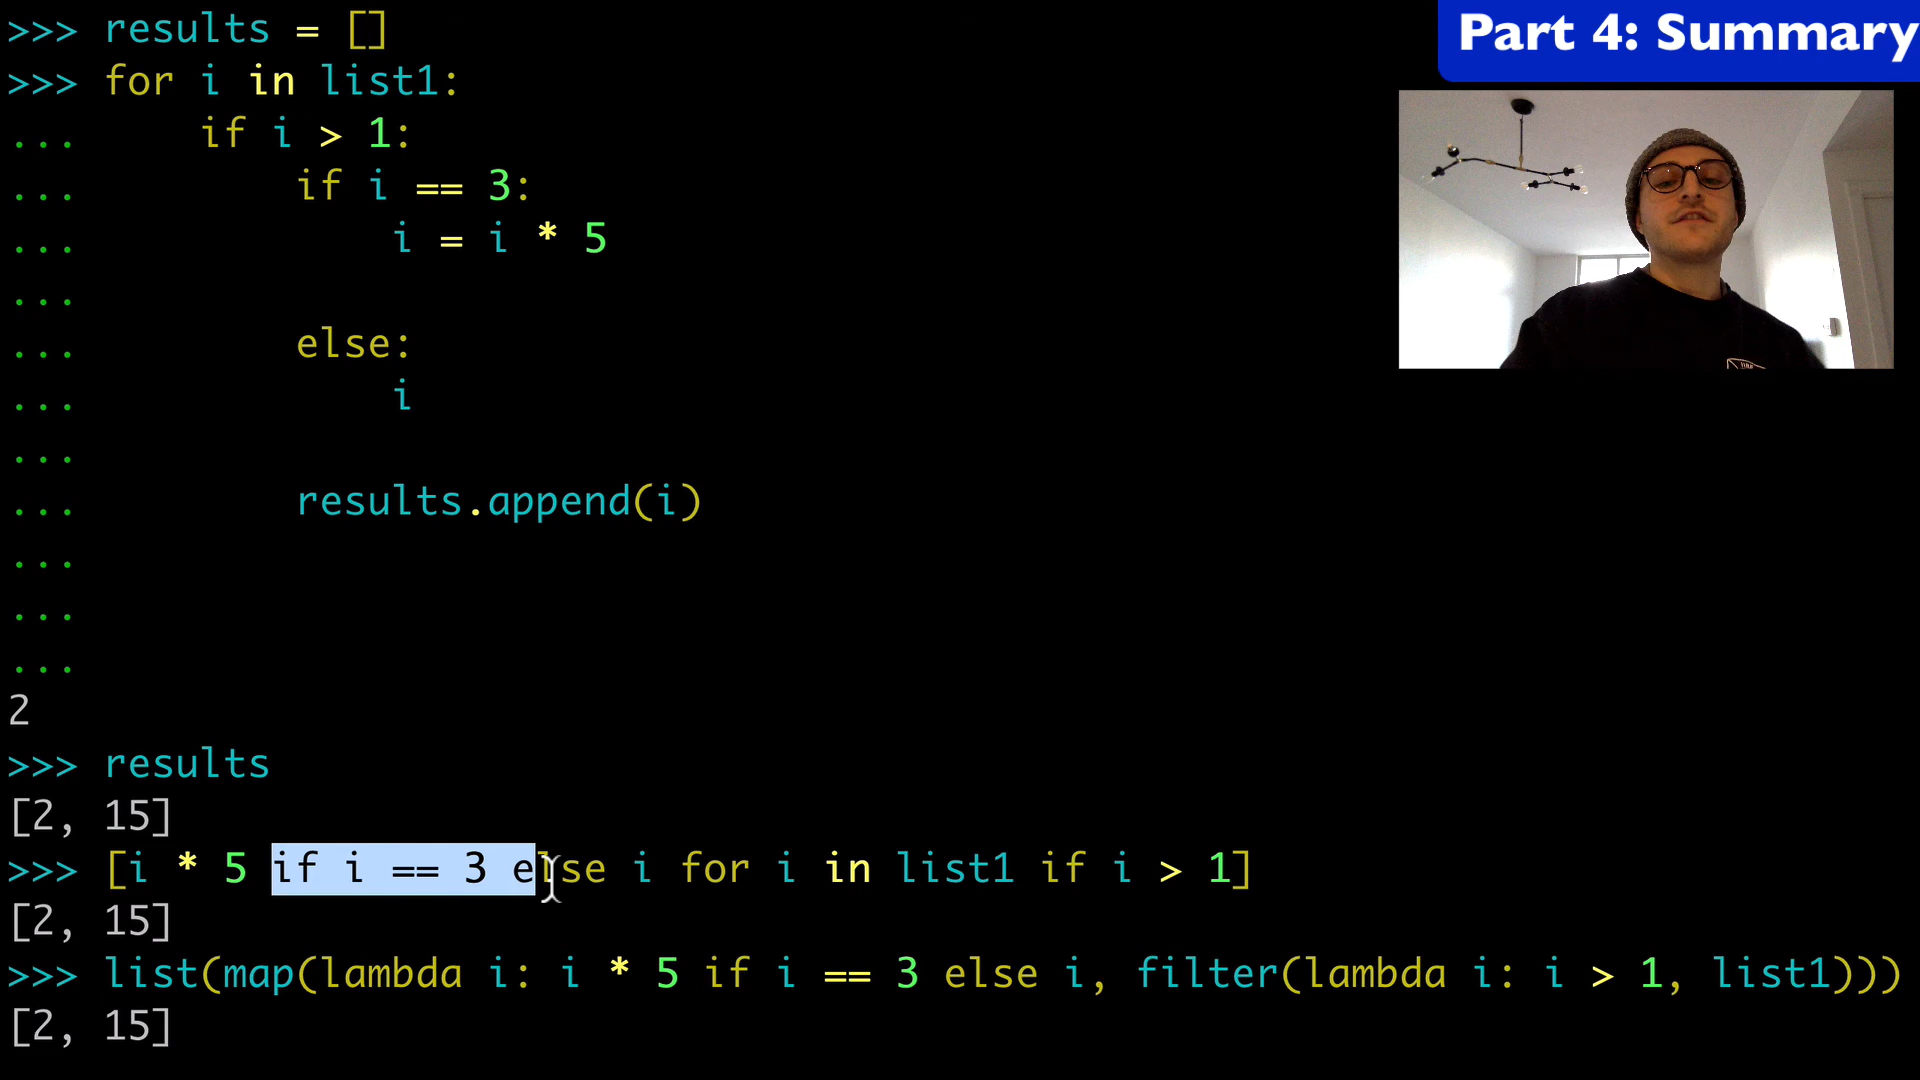 >>> results = []
Part 4: Summary
>>> for i in list1:
...     if i > 1:
...         if i == 3:
...             i = i * 5
...
...         else:
...             i
...
...         results.append(i)
...
...
...
2
>>> results
[2, 15]
>>> [i * 5 if i == 3 else i for i in list1 if i > 1]
[2, 15]
>>> list(map(lambda i: i * 5 if i == 3 else i, filter(lambda i: i > 1, list1)))
[2, 15]